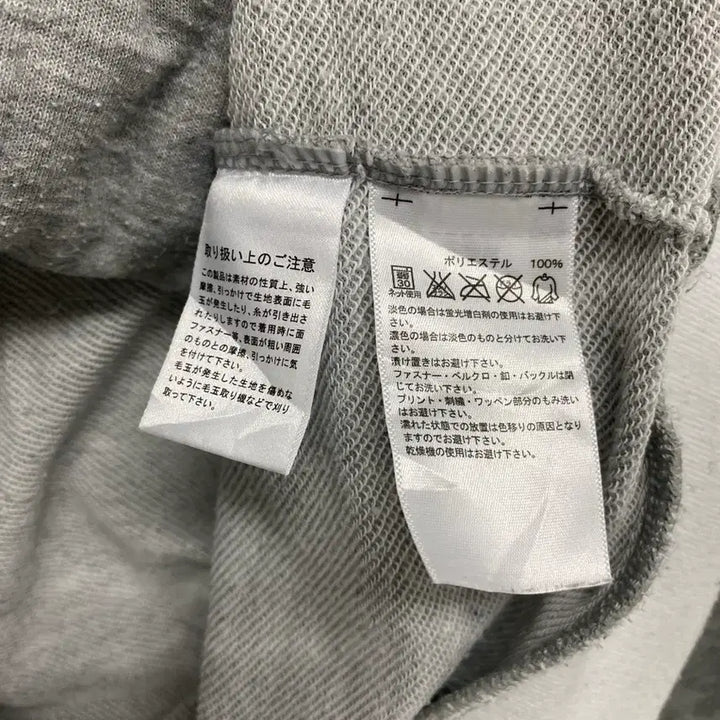 取り扱い上のご注意
この製品は素材の性質上、強い
摩擦、引っかけで生地表面に毛
玉が発生したり、糸が引き出さ
れたりしますので着用時に面
ファスナー等、表面が粗い周囲
のものとの摩擦、引っかけに気
を付けて下さい。
毛玉が発生した生地を傷めな
いように毛玉取り機などで刈り
取って下さい。
ポリエステル 100%
30
ネット使用
淡色の場合は蛍光増白剤の使用はお避け下
さい。
濃色の場合は淡色のものと分けてお洗い下
さい。
漬け置きはお避け下さい。
ファスナー・ベルクロ・釦・バックルは閉
じてお洗い下さい。
プリント・刺繍・ワッペン部分のもみ洗い
はお避け下さい。
濡れた状態での放置は色移りの原因となり
ますのでお避け下さい。
乾燥機の使用はお避け下さい。